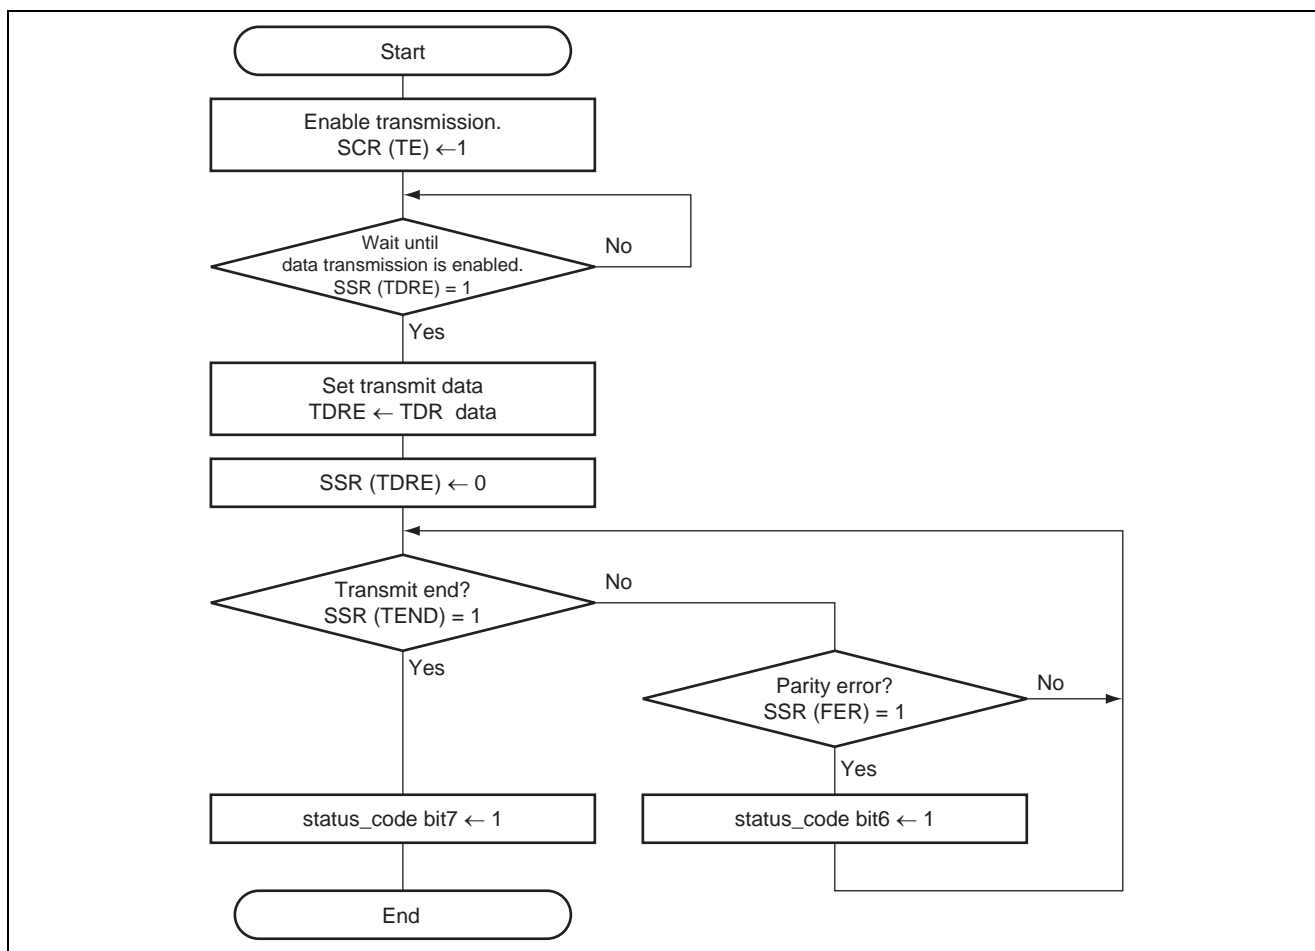 Start
Enable transmission.
SCR (TE) ←1
Wait until
data transmission is enabled.
SSR (TDRE) = 1
No
Yes
Set transmit data
TDRE ← TDR  data
SSR (TDRE) ← 0
Transmit end?
SSR (TEND) = 1
No
Yes
Parity error?
SSR (FER) = 1
No
Yes
status_code bit7 ← 1
status_code bit6 ← 1
End